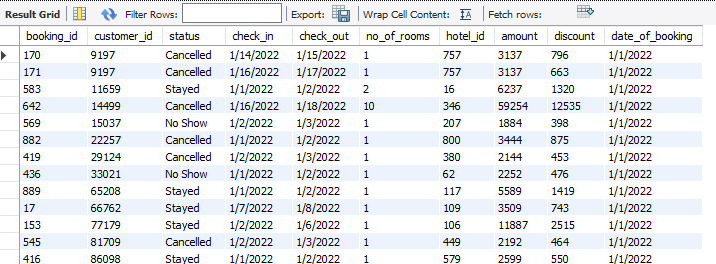 Result Grid Filter Rows: Export: Wrap Cell Content: Fetch rows:
booking_id customer_id status check_in check_out no_of_rooms hotel_id amount discount date_of_booking
170 9197 Cancelled 1/14/2022 1/15/2022 1 757 3137 796 1/1/2022
171 9197 Cancelled 1/16/2022 1/17/2022 1 757 3137 663 1/1/2022
583 11659 Stayed 1/1/2022 1/2/2022 2 16 6237 1320 1/1/2022
642 14499 Cancelled 1/16/2022 1/18/2022 10 346 59254 12535 1/1/2022
569 15037 No Show 1/2/2022 1/3/2022 1 207 1884 398 1/1/2022
882 22257 Cancelled 1/1/2022 1/2/2022 1 800 3444 875 1/1/2022
419 29124 Cancelled 1/2/2022 1/3/2022 1 380 2144 453 1/1/2022
436 33021 No Show 1/1/2022 1/2/2022 1 62 2252 476 1/1/2022
889 65208 Stayed 1/1/2022 1/2/2022 1 117 5589 1419 1/1/2022
17 66762 Stayed 1/7/2022 1/8/2022 1 109 3509 743 1/1/2022
153 77179 Stayed 1/2/2022 1/6/2022 1 106 11887 2515 1/1/2022
545 81709 Cancelled 1/2/2022 1/3/2022 1 449 2192 464 1/1/2022
416 86098 Stayed 1/1/2022 1/2/2022 1 579 2599 550 1/1/2022